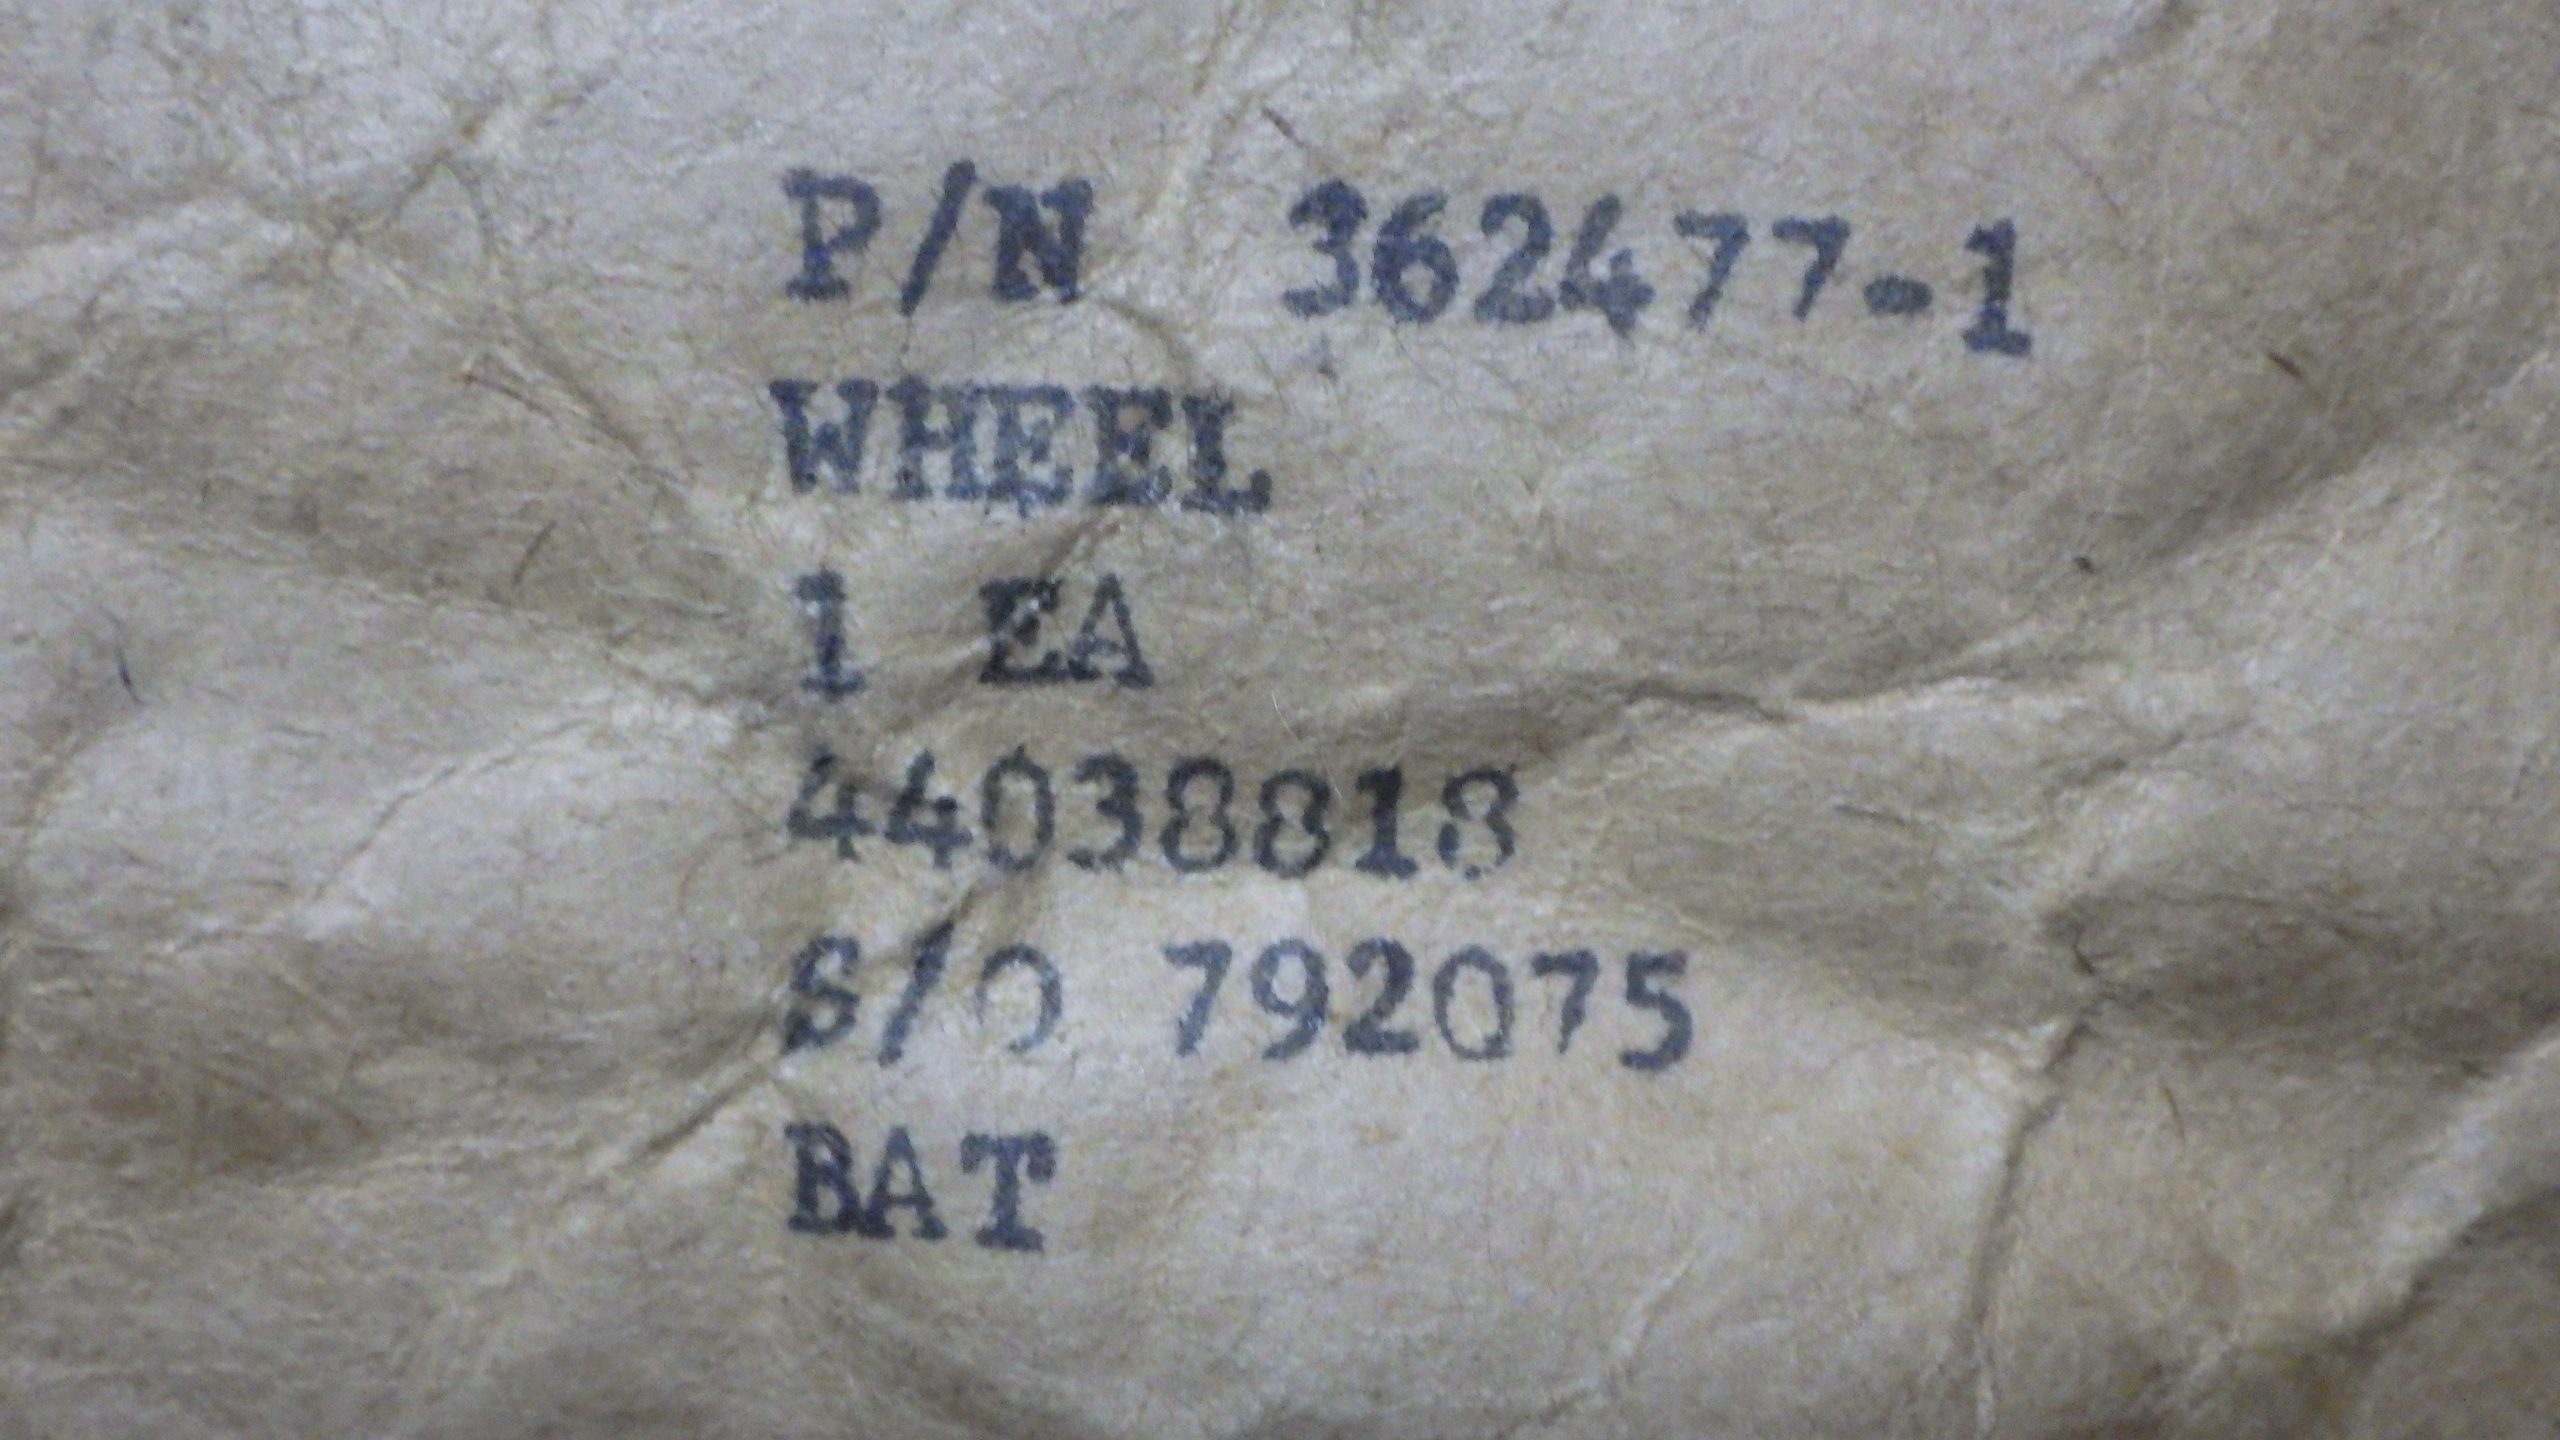 P/N 362477-1
WHEEL
1 EA
44038818
S/O 792075
BAT